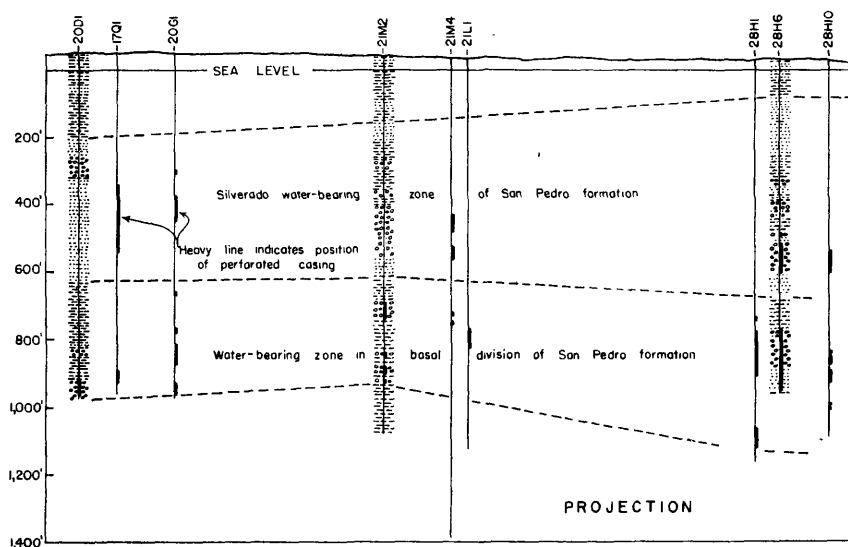 20D1
17Q1
20G1
21M2
21M4
21L1
28H1
28H6
28H10
SEA LEVEL
200'
400'
600'
800'
1,000'
1,200'
1,400'
Silverado water-bearing zone of San Pedro formation
Heavy line indicates position
of perforated casing
Water-bearing zone in basal division of San Pedro formation
PROJECTION